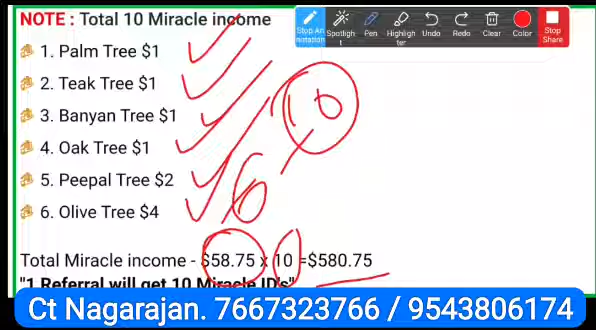 NOTE : Total 10 Miracle income
Stop Annotation Spotlight Pen Highlighter Undo Redo Clear Color Stop Share
1. Palm Tree $1
2. Teak Tree $1
3. Banyan Tree $1
10
4. Oak Tree $1
5. Peepal Tree $2
6
6. Olive Tree $4
Total Miracle income - $58.75 x 10 =$580.75
"1 Referral will get 10 Miracle ID's"
Ct Nagarajan. 7667323766 / 9543806174